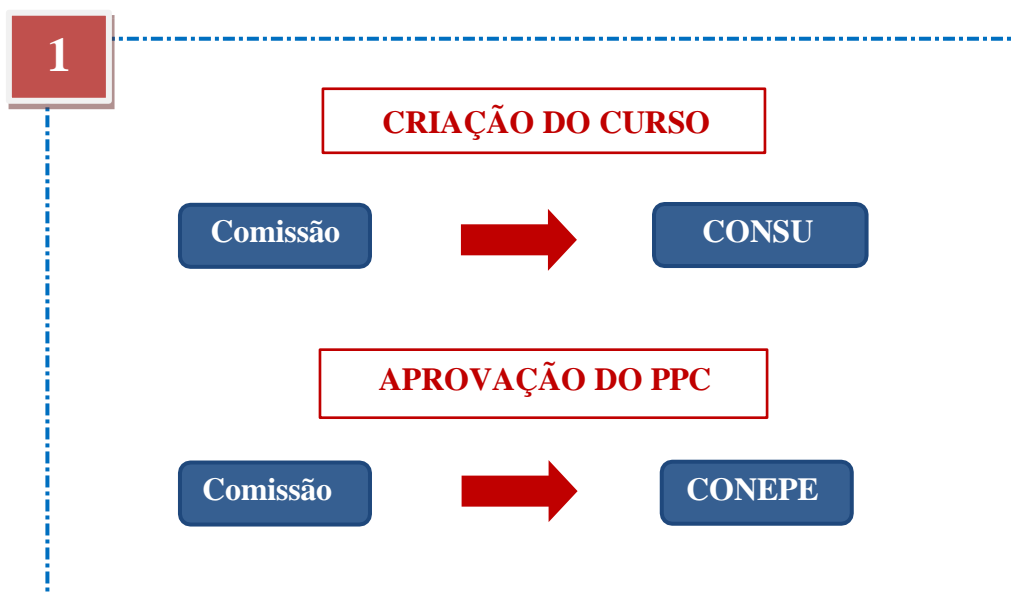 1
CRIAÇÃO DO CURSO
Comissão
CONSU
APROVAÇÃO DO PPC
Comissão
CONEPE